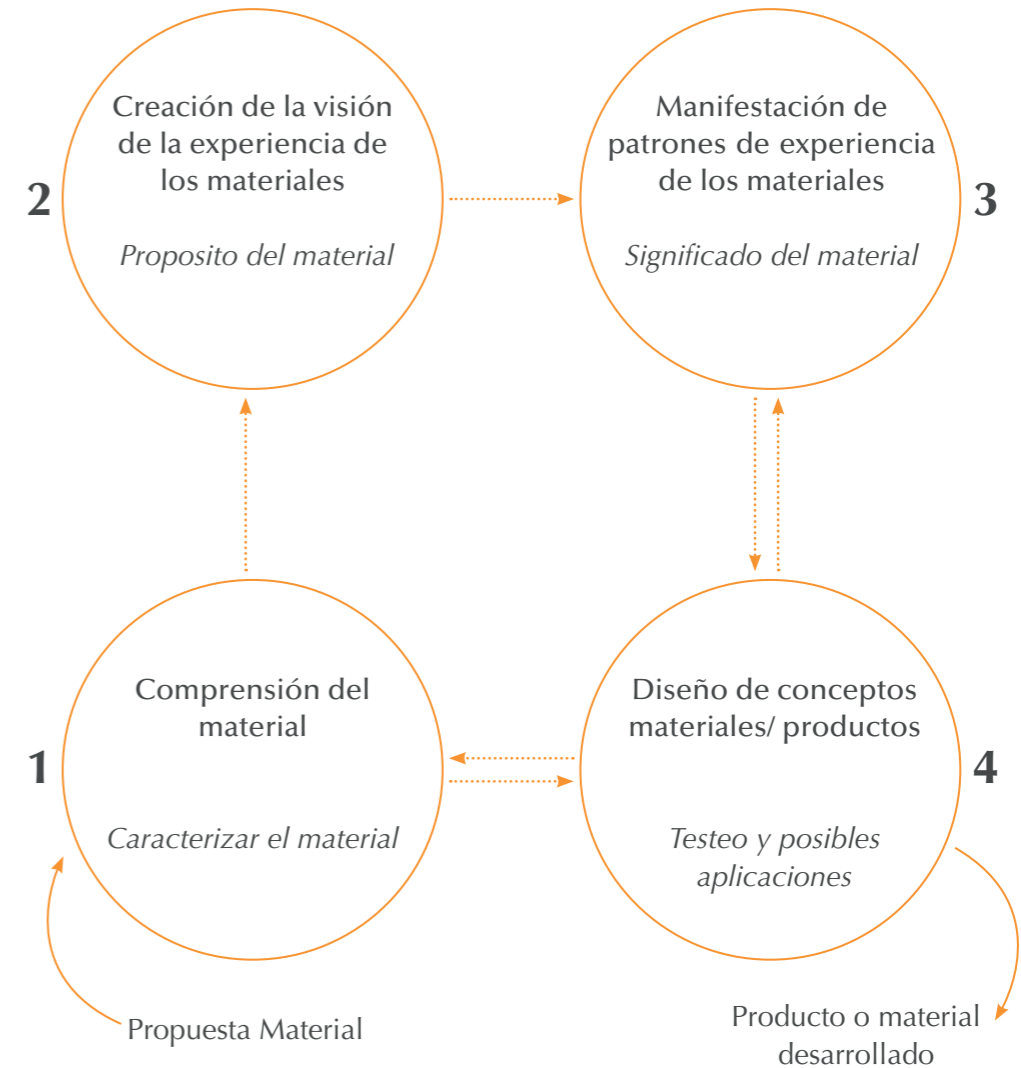 Creación de la visión
de la experiencia de
los materiales
Proposito del material
2
Manifestación de
patrones de experiencia
de los materiales
Significado del material
3
Comprensión del
material
Caracterizar el material
1
Diseño de conceptos
materiales/ productos
Testeo y posibles
aplicaciones
4
Propuesta Material
Producto o material
desarrollado